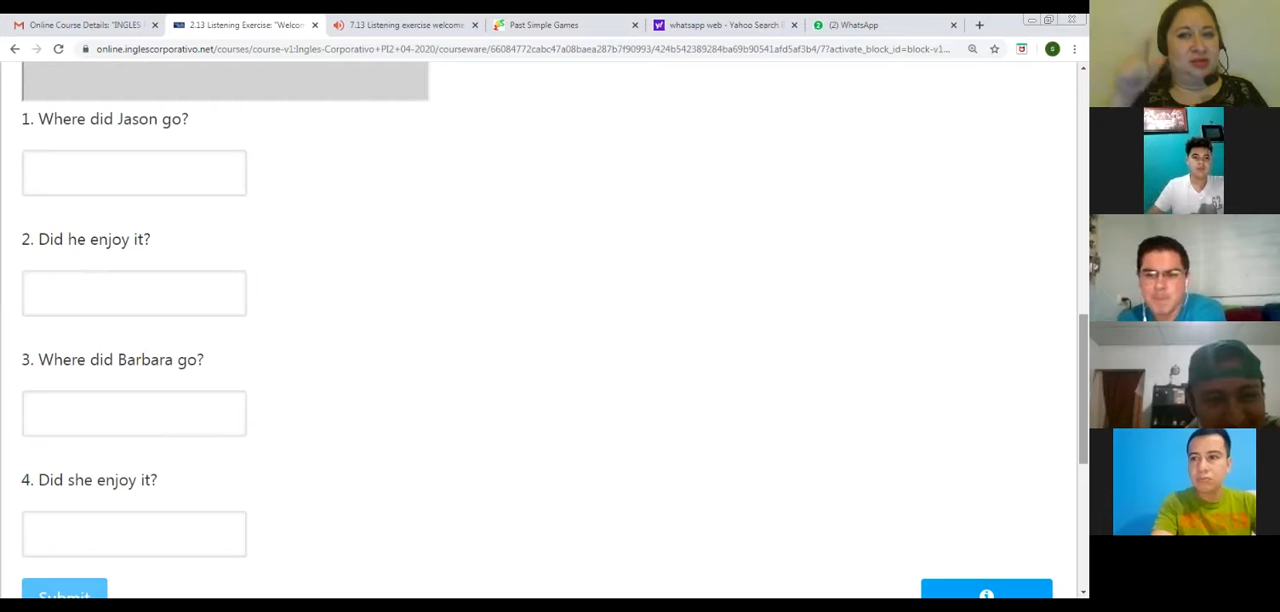 Online Course Details: "INGLES
2.13 Listening Exercise: "Welcom
7.13 Listening exercise welcome
Past Simple Games
whatsapp web - Yahoo Search
(2) WhatsApp
online.inglescorporativo.net/courses/course-v1:Ingles-Corporativo+PI2+04-2020/courseware/66084772cabc47a08baea287b7f90993/424b542389284ba69b90541afd5af3b4/7?activate_block_id=block-v1...
1. Where did Jason go?
2. Did he enjoy it?
3. Where did Barbara go?
4. Did she enjoy it?
Submit